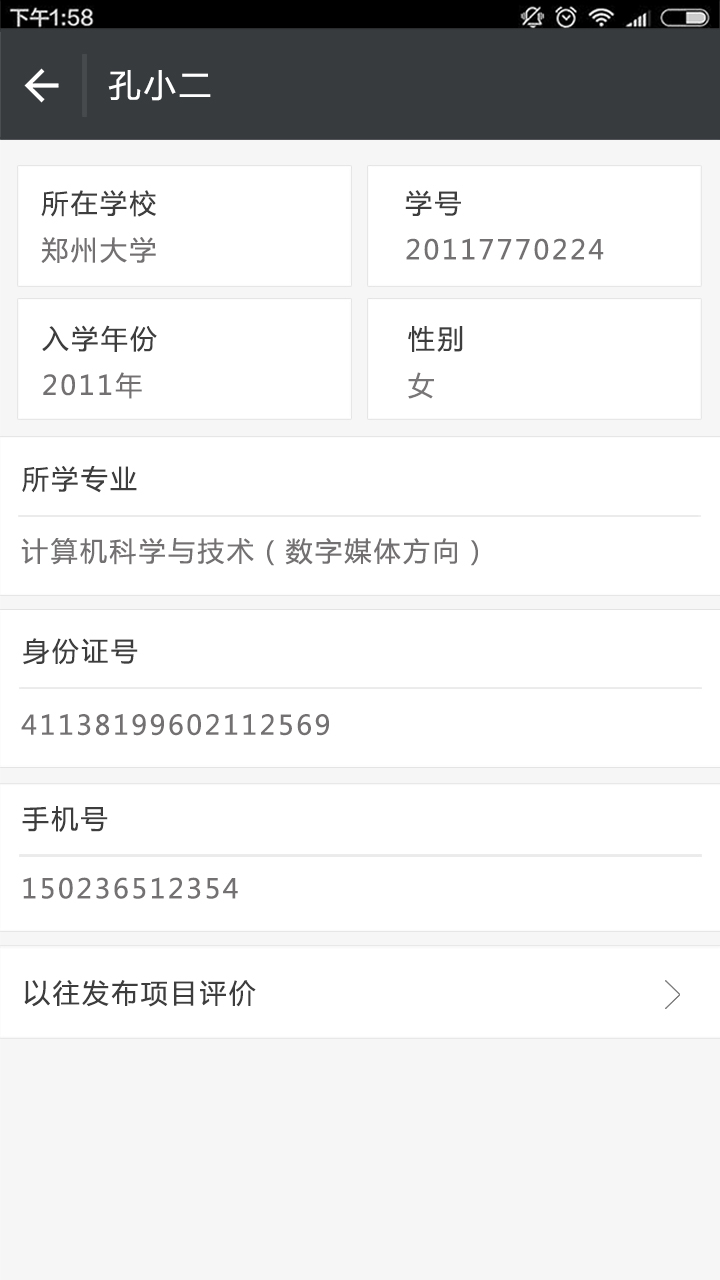 下午1:58
孔小二
所在学校
郑州大学
学号
20117770224
入学年份
2011年
性别
女
所学专业
计算机科学与技术（数字媒体方向）
身份证号
41138199602112569
手机号
150236512354
以往发布项目评价